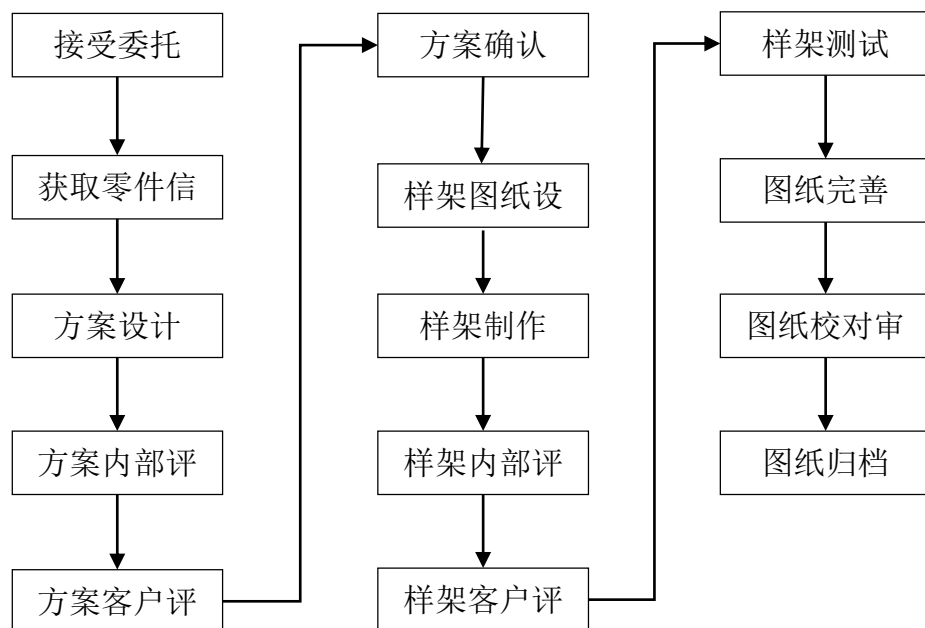 接受委托
获取零件信
方案设计
方案内部评
方案客户评
方案确认
样架图纸设
样架制作
样架内部评
样架客户评
样架测试
图纸完善
图纸校对审
图纸归档